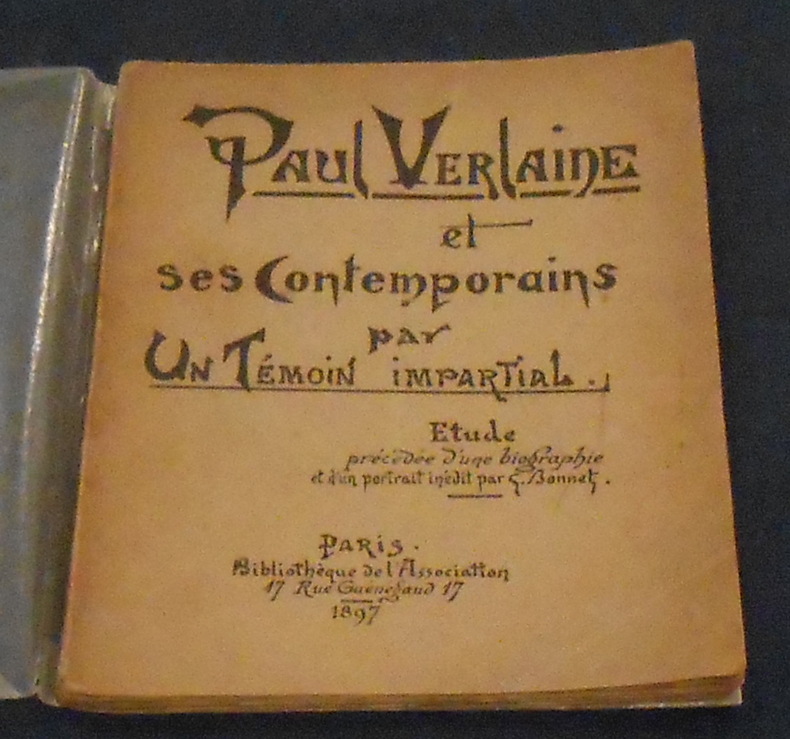 Paul Verlaine
et
ses Contemporains
par
Un Témoin impartial.
Etude
précédée d'une biographie
et d'un portrait inédit par G. Bonnet.
Paris.
Bibliothèque de l'Association
17 Rue Guénégaud 17
1897